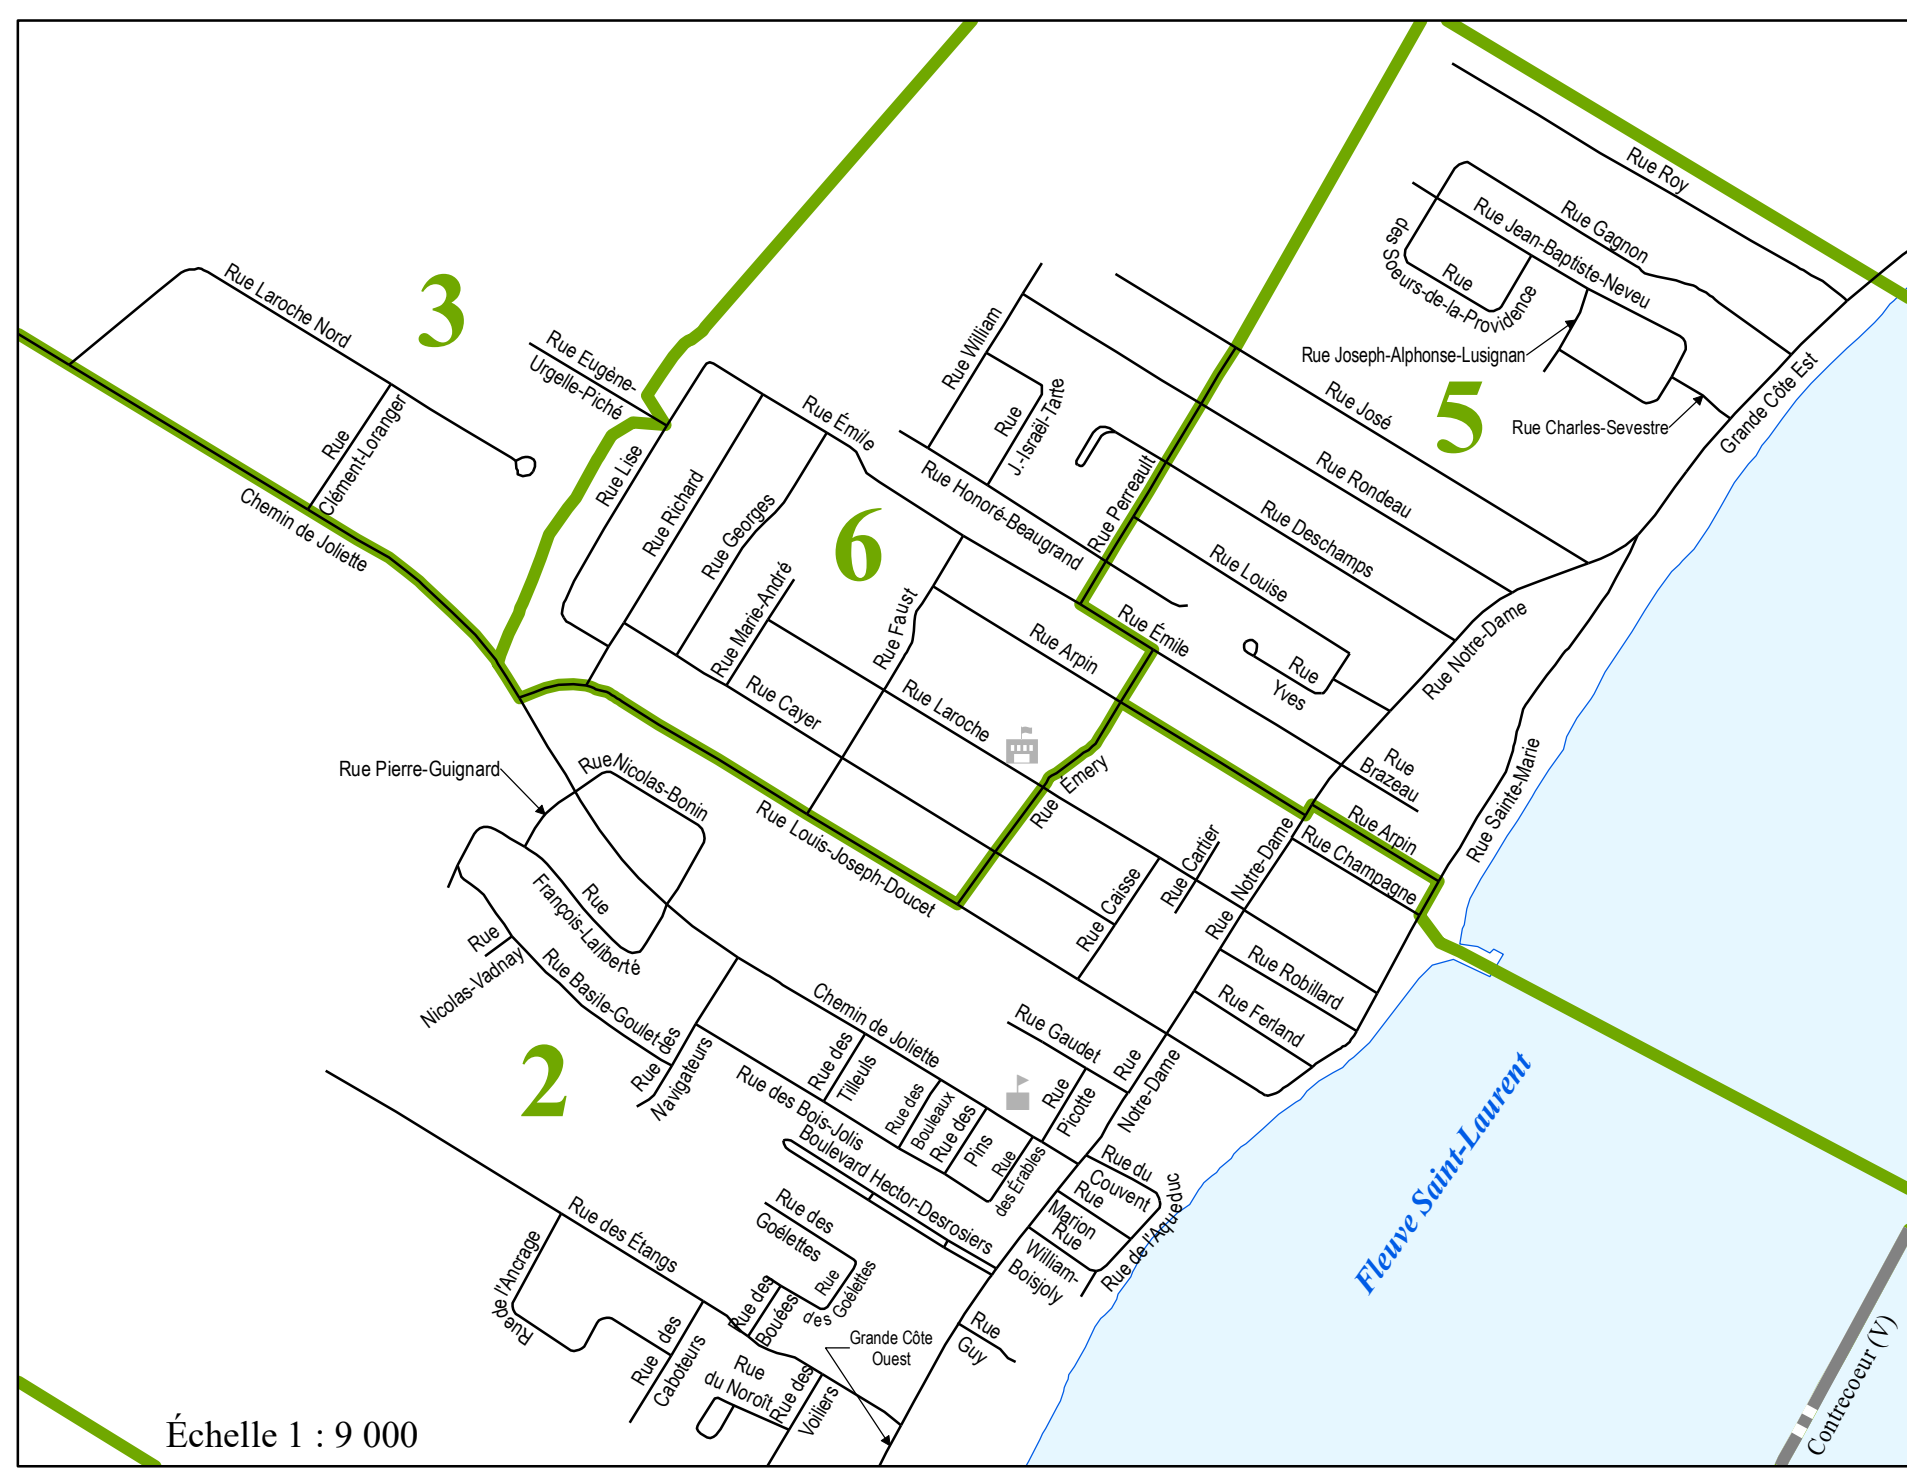 Rue Roy
Rue Gagnon
Rue Jean-Baptiste-Neveu
Rue
des Soeurs-de-la-Providence
Rue Joseph-Alphonse-Lusignan
Rue Charles-Sevestre
Grande Côte Est
5
Rue José
Rue Rondeau
Rue Deschamps
Rue Louise
Rue
Yves
Rue Perreault
Rue Notre-Dame
Rue Émile
Rue
Brazeau
Rue Arpin
Rue Sainte-Marie
3
Rue Laroche Nord
Rue
Clément-Loranger
Chemin de Joliette
Rue Eugène-
Urgelle-Piché
6
Rue William
Rue
J.-Israël-Tarte
Rue Honoré-Beaugrand
Rue Émile
Rue Lise
Rue Richard
Rue Georges
Rue Marie-André
Rue Faust
Rue Arpin
Rue Laroche
Rue Cayer
Rue Émery
Rue Louis-Joseph-Doucet
Rue Pierre-Guignard
Rue Nicolas-Bonin
Rue
François-Laliberté
Rue
Nicolas-Vadnay
Rue Basile-Goulet
Rue des
Navigateurs
Rue Caisse
Rue Cartier
Rue Notre-Dame
Rue Champagne
Rue Robillard
Rue Ferland
2
Chemin de Joliette
Rue Gaudet
Rue
Notre-Dame
Rue des
Tilleuls
Rue des
Bouleaux
Rue des
Pins
Rue
des Érables
Rue
Picotte
Rue des Bois-Jolis
Boulevard Hector-Desrosiers
Rue du
Couvent
Rue
Marion
Rue
William-
Boisjoly
Rue de l'Aqueduc
Rue des Étangs
Rue
de l'Ancrage
Rue des
Goélettes
Rue
des Goélettes
Rue des
Bouées
Rue des
Caboteurs
Rue
du Noroît
Rue des
Voiliers
Grande Côte
Ouest
Rue
Guy
Fleuve Saint-Laurent
Contrecoeur (V)
Échelle 1 : 9 000